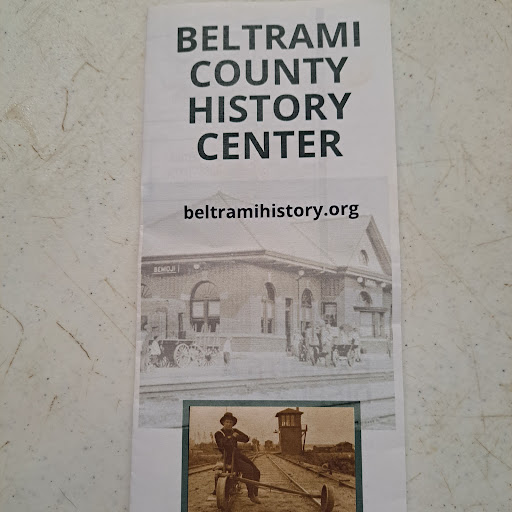 BELTRAMI
COUNTY
HISTORY
CENTER
beltramihistory.org
BEMIDJI